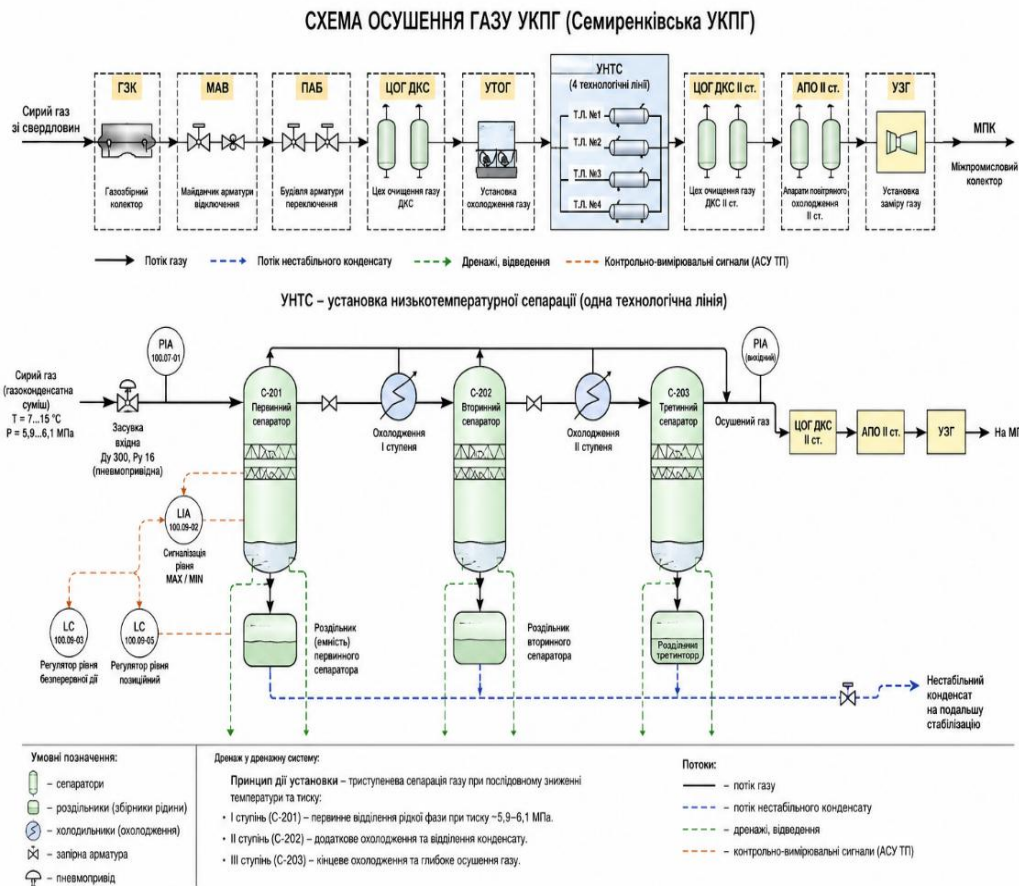 СХЕМА ОСУШЕННЯ ГАЗУ УКПГ (Семиренківська УКПГ)
Сирий газ
зі свердловин
ГЗК
Газозбірний
колектор
МАВ
Майданчик арматури
відключення
ПАБ
Будівля арматури
переключення
ЦОГ ДКС
Цех очищення газу
ДКС
УТОГ
Установка
охолодження газу
УНТС
(4 технологічні лінії)
Т.Л. №1
Т.Л. №2
Т.Л. №3
Т.Л. №4
ЦОГ ДКС II ст.
Цех очищення газу
ДКС II ст.
АПО II ст.
Апарати повітряного
охолодження
II ст.
УЗГ
Установка
заміру газу
МПК
Міжпромисловий
колектор
Потік газу
Потік нестабільного конденсату
Дренажі, відведення
Контрольно-вимірювальні сигнали (АСУ ТП)
УНТС – установка низькотемпературної сепарації (одна технологічна лінія)
Сирий газ
(газоконденсатна
суміш)
T = 7...15 °C
P = 5,9...6,1 МПа
Засувка
вхідна
Ду 300, Ру 16
(пневмопривідна)
PIA
100.07-01
С-201
Первинний
сепаратор
Охолодження
I ступеня
С-202
Вторинний
сепаратор
Охолодження
II ступеня
С-203
Третинний
сепаратор
PIA
(вихідний)
Осушений газ
ЦОГ ДКС
II ст.
АПО II ст.
УЗГ
На МГ
LIA
100.09-02
Сигналізація
рівня
MAX / MIN
LC
100.09-03
Регулятор рівня
безперервної дії
LC
100.09-05
Регулятор рівня
позиційний
Роздільник
(емність)
первинного
сепаратора
Роздільник
вторинного
сепаратора
Роздільник
третинторр
Нестабільний
конденсат
на подальшу
стабілізацію
Умовні позначення:
– сепаратори
– роздільники (збірники рідини)
– холодильники (охолодження)
– запірна арматура
– пневмопривід
Дренаж у дренажну систему:
Принцип дії установки – триступенева сепарація газу при послідовному зниженні
температури та тиску:
• I ступінь (С-201) – первинне відділення рідкої фази при тиску ~5,9–6,1 МПа.
• II ступінь (С-202) – додаткове охолодження та відділення конденсату.
• III ступінь (С-203) – кінцеве охолодження та глибоке осушення газу.
Потоки:
– потік газу
– потік нестабільного конденсату
– дренажі, відведення
– контрольно-вимірювальні сигнали (АСУ ТП)